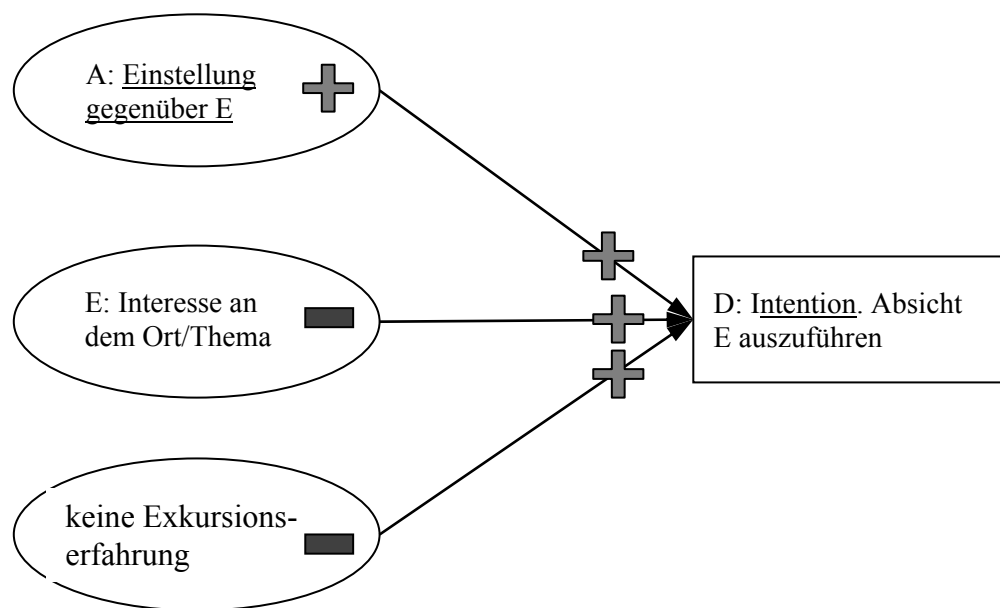 A: Einstellung
gegenüber E
E: Interesse an
dem Ort/Thema
D: Intention. Absicht
E auszuführen
keine Exkursions-
erfahrung